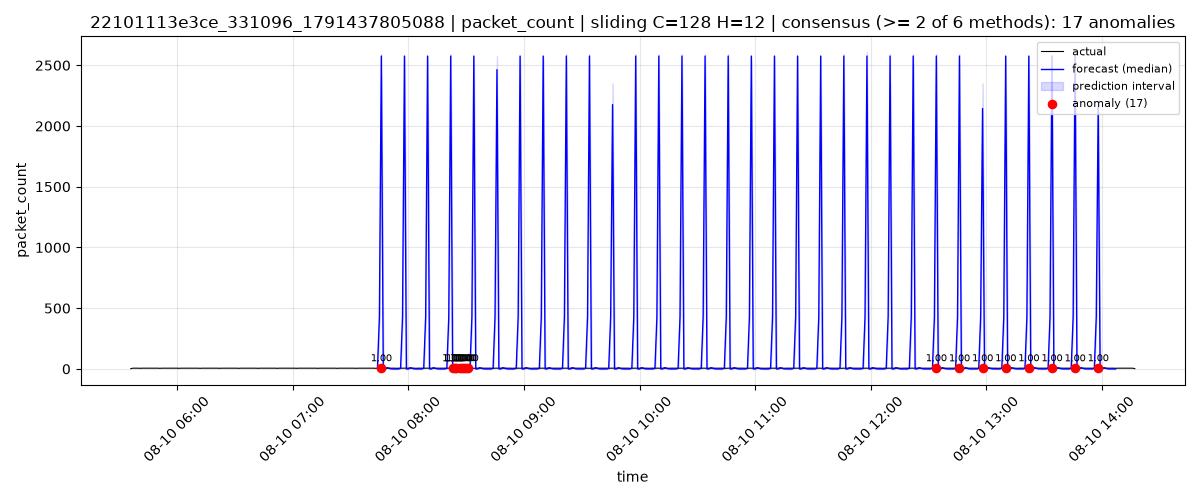 22101113e3ce_331096_1791437805088 | packet_count | sliding C=128 H=12 | consensus (>= 2 of 6 methods): 17 anomalies
actual
forecast (median)
prediction interval
anomaly (17)
packet_count
2500
2000
1500
1000
500
0
1.00
1.00 1.00 1.00 1.00 1.00 1.00 1.00 1.00
08-10 06:00
08-10 07:00
08-10 08:00
08-10 09:00
08-10 10:00
08-10 11:00
08-10 12:00
08-10 13:00
08-10 14:00
time